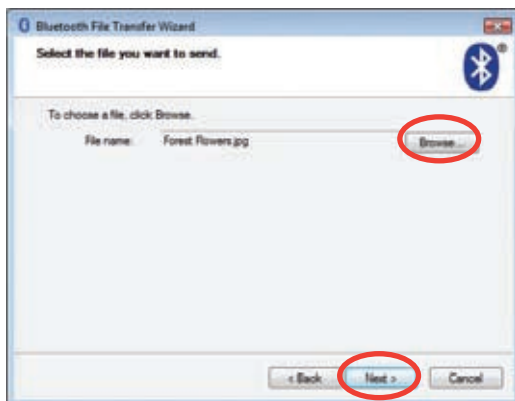 Bluetooth File Transfer Wizard
Select the file you want to send.
®
To choose a file, click Browse.
File name: Forest Flowers.jpg Browse...
< Back Next > Cancel